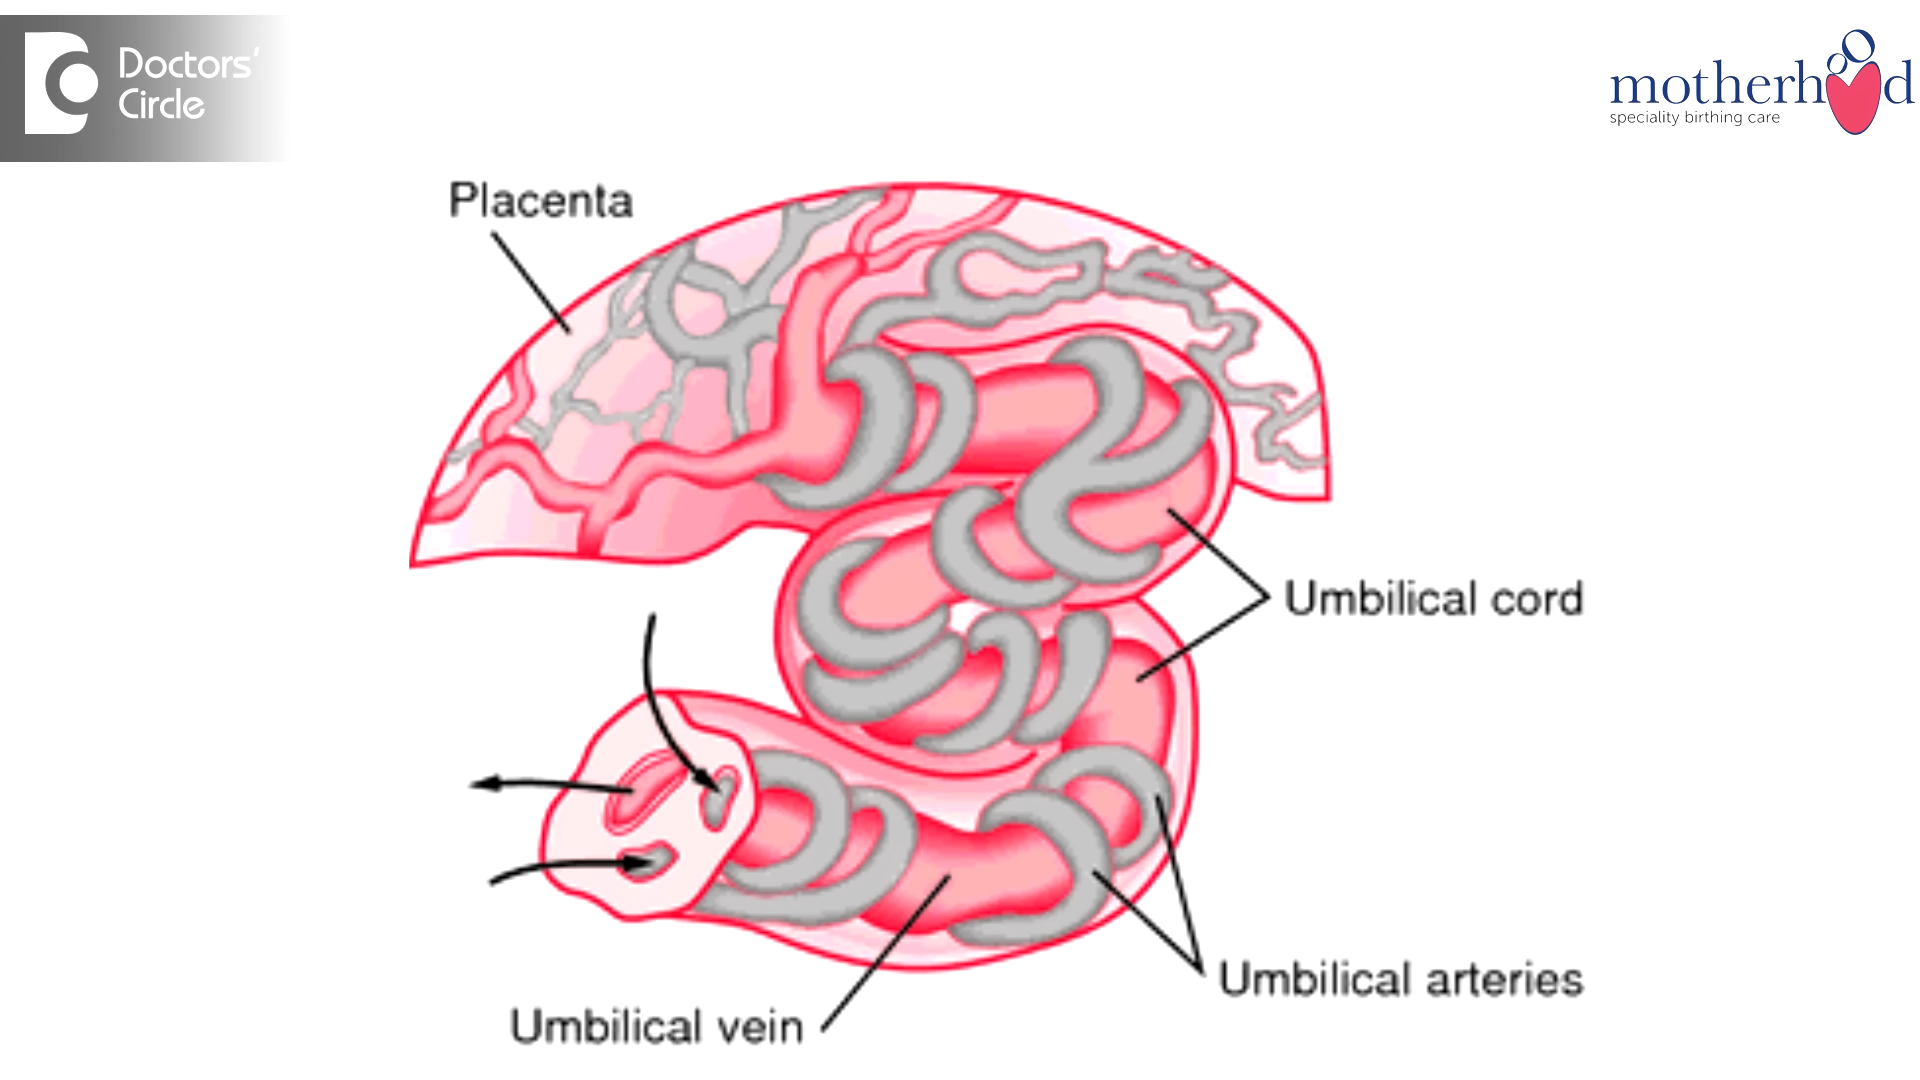 Doctors'
Circle
motherhood
speciality birthing care
Placenta
Umbilical cord
Umbilical arteries
Umbilical vein